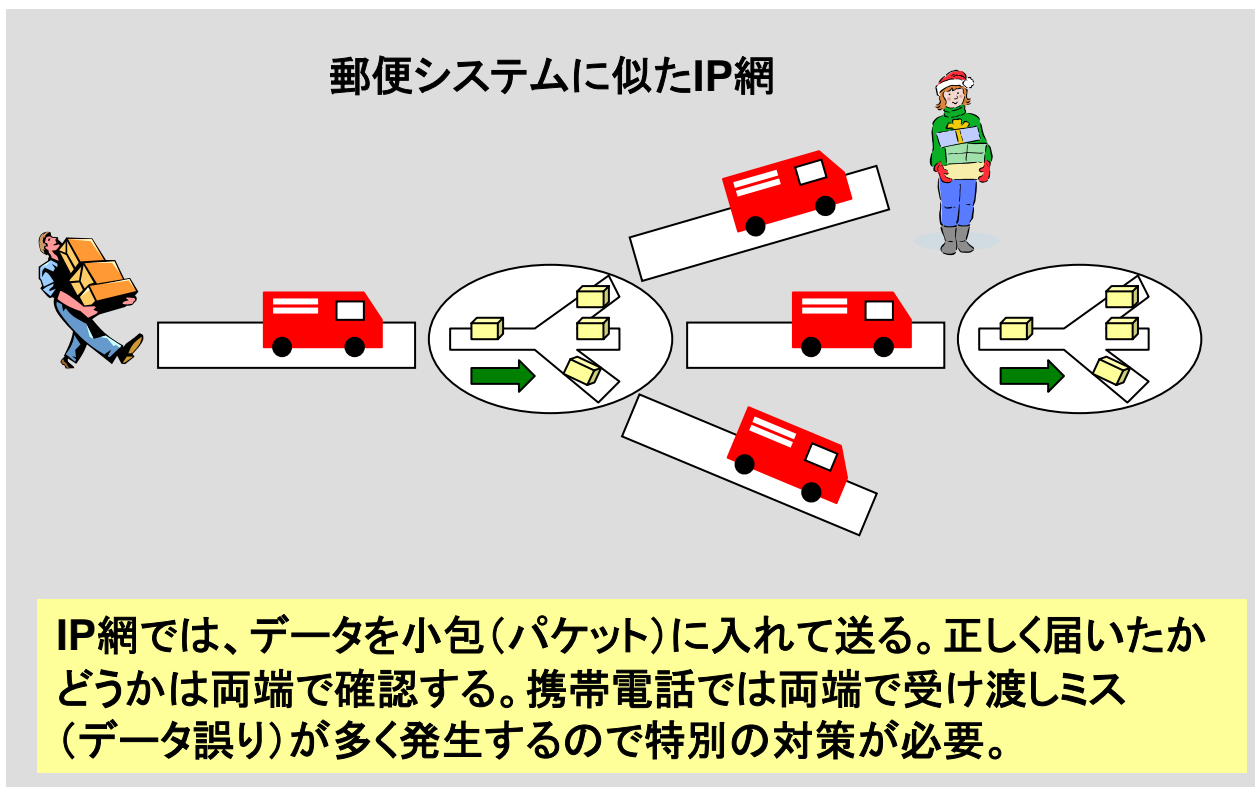 郵便システムに似たIP網
IP網では、データを小包（パケット）に入れて送る。正しく届いたか
どうかは両端で確認する。携帯電話では両端で受け渡しミス
（データ誤り）が多く発生するので特別の対策が必要。